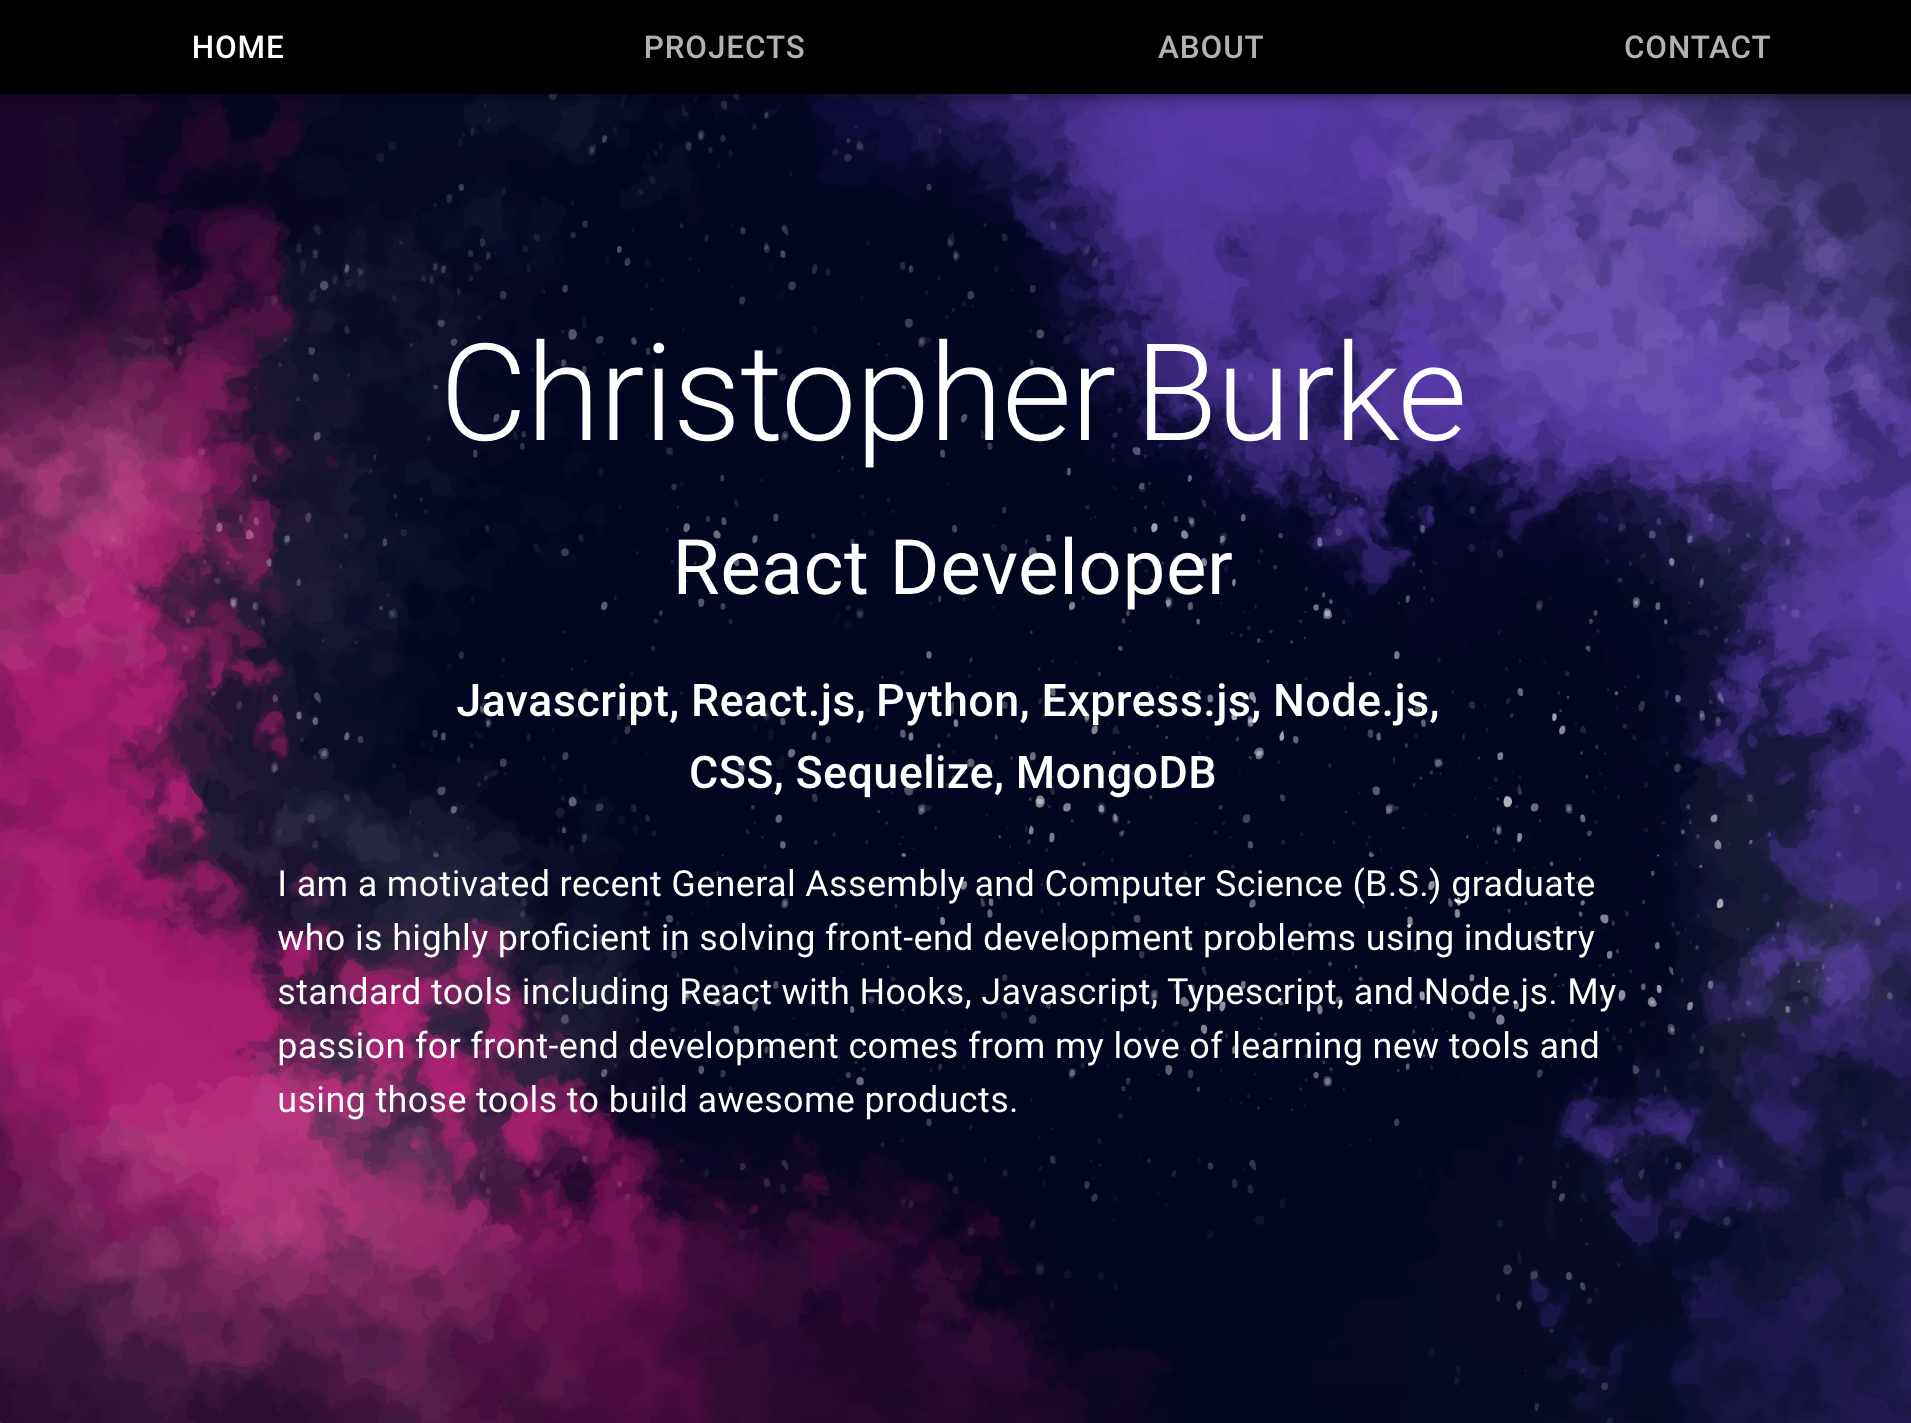 HOME PROJECTS ABOUT CONTACT
Christopher Burke
React Developer
Javascript, React.js, Python, Express.js, Node.js,
CSS, Sequelize, MongoDB
I am a motivated recent General Assembly and Computer Science (B.S.) graduate
who is highly proficient in solving front-end development problems using industry
standard tools including React with Hooks, Javascript, Typescript, and Node.js. My
passion for front-end development comes from my love of learning new tools and
using those tools to build awesome products.